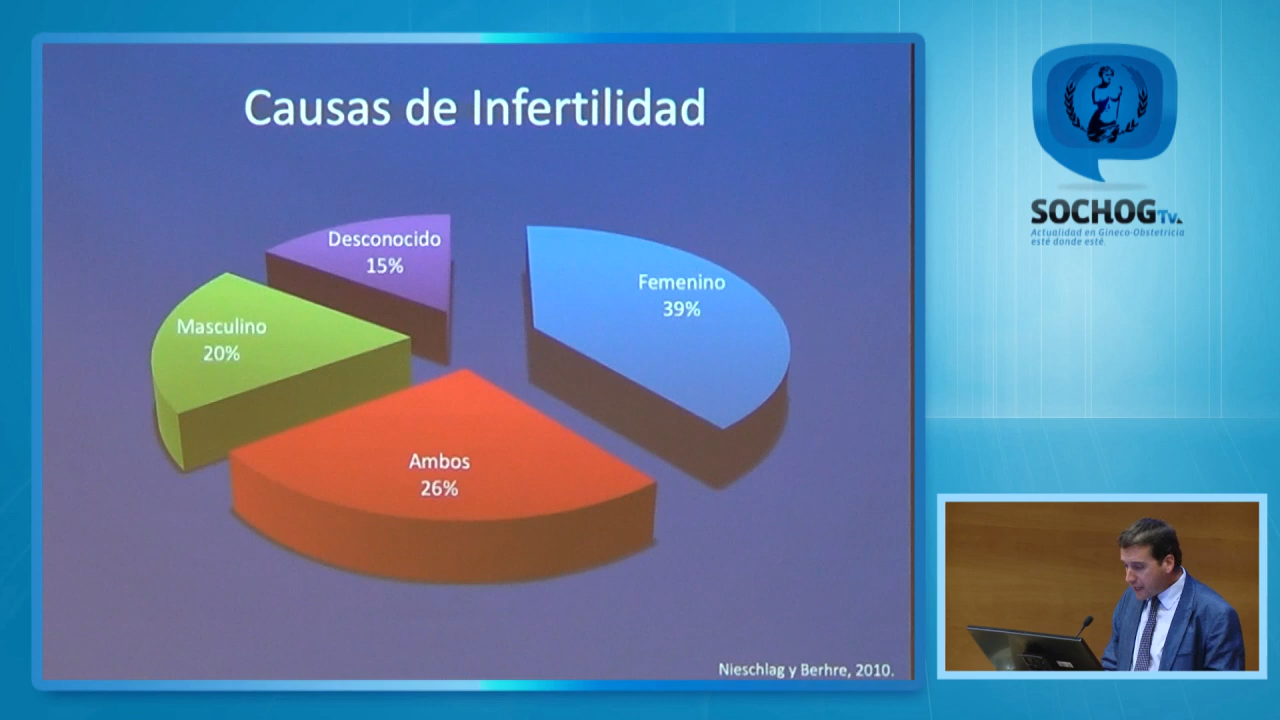 Causas de Infertilidad
Desconocido
15%
Femenino
39%
Masculino
20%
Ambos
26%
Nieschlag y Berhre, 2010.
SOCHOGTv.
Actualidad en Gineco-Obstetricia
esté donde esté.